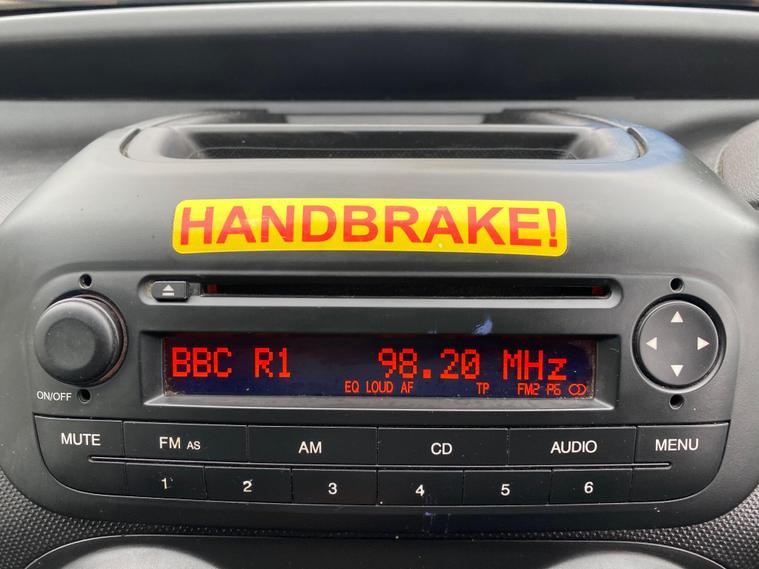 HANDBRAKE!
BBC R1 98.20 MHz
EQ LOUD AF TP FM2 P6
ON/OFF
MUTE FM AS AM CD AUDIO MENU
1 2 3 4 5 6